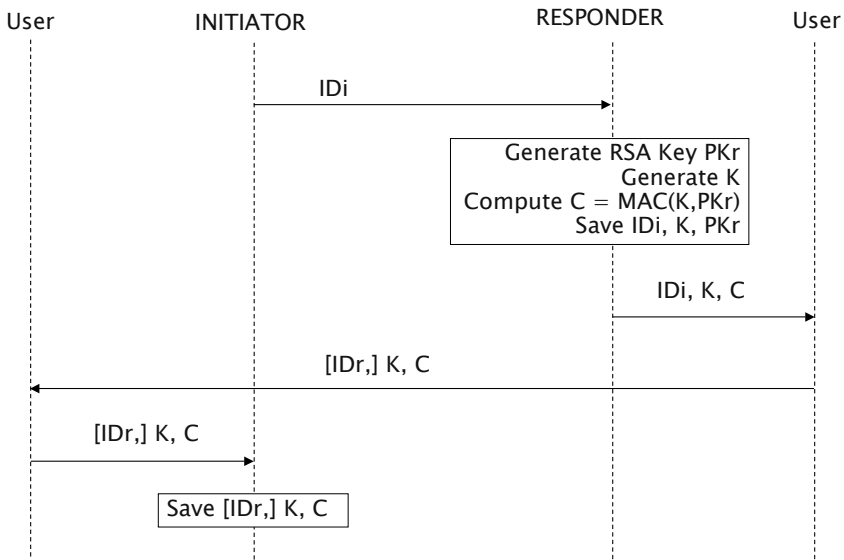 User
INITIATOR
RESPONDER
User
IDi
Generate RSA Key PKr
Generate K
Compute C = MAC(K,PKr)
Save IDi, K, PKr
IDi, K, C
[IDr,] K, C
[IDr,] K, C
Save [IDr,] K, C